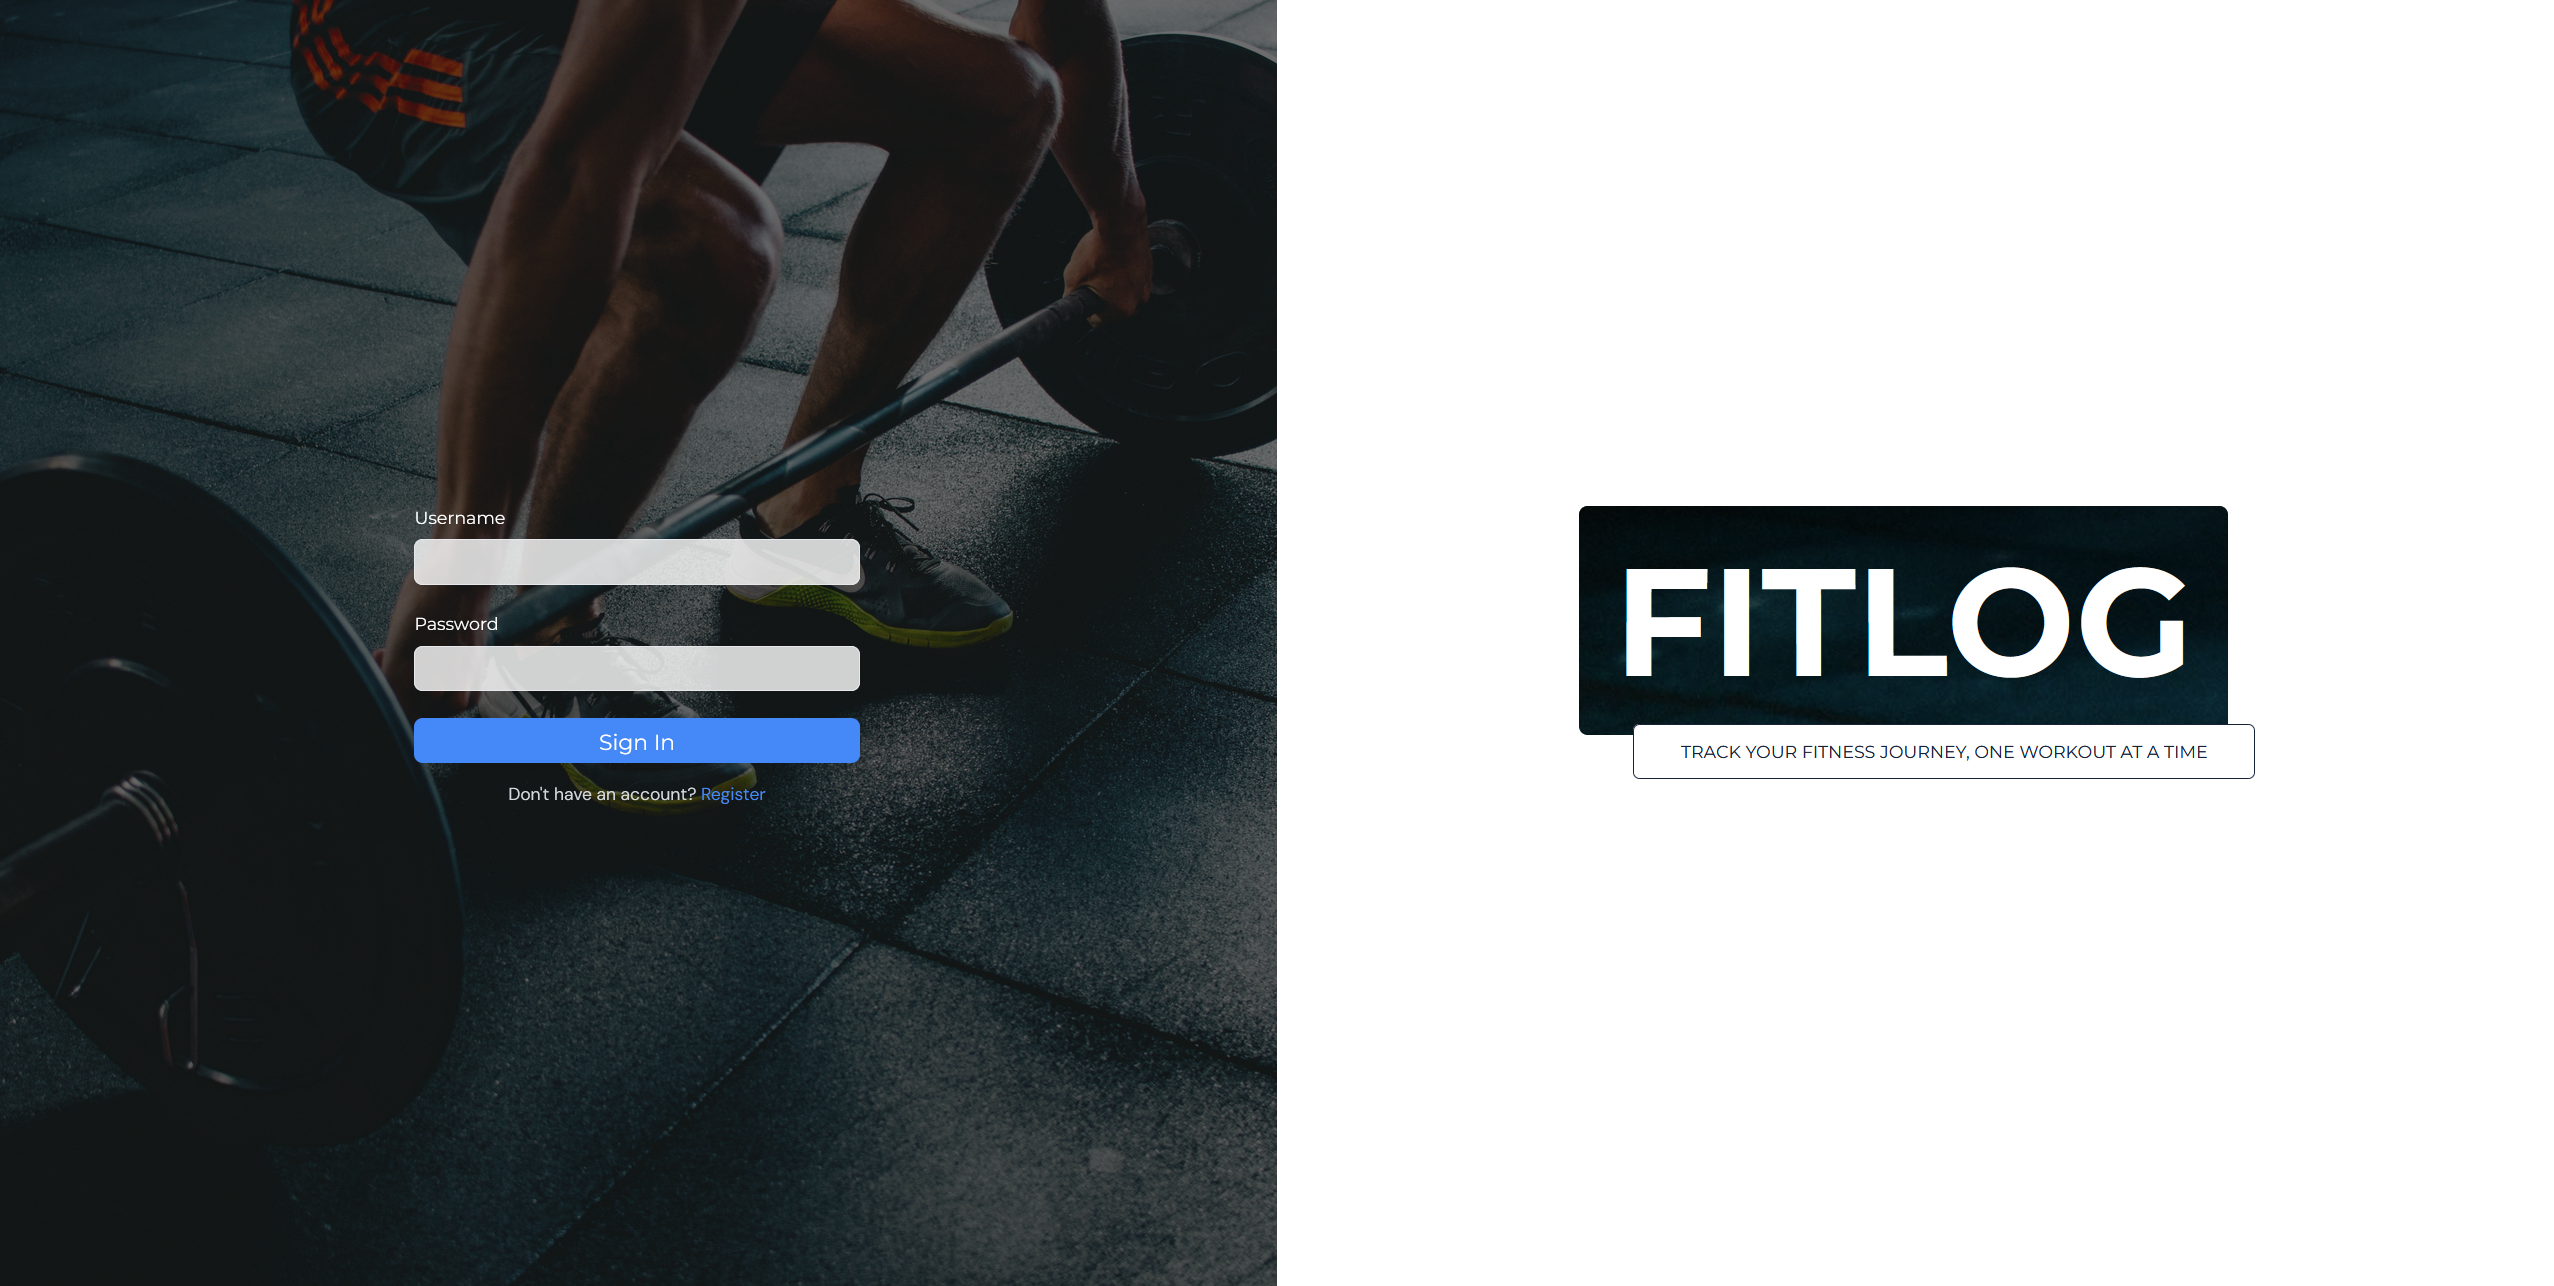 Username
Password
Sign In
Don't have an account? Register
FITLOG
TRACK YOUR FITNESS JOURNEY, ONE WORKOUT AT A TIME